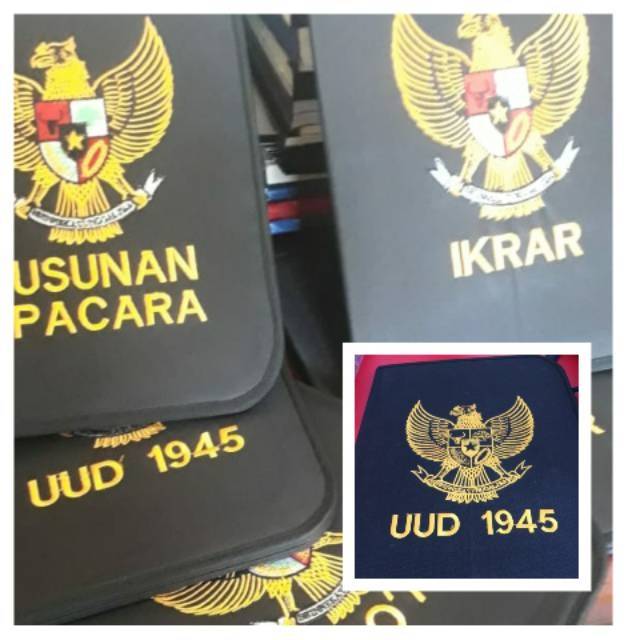 USUNAN
PACARA
IKRAR
UUD 1945
UUD 1945